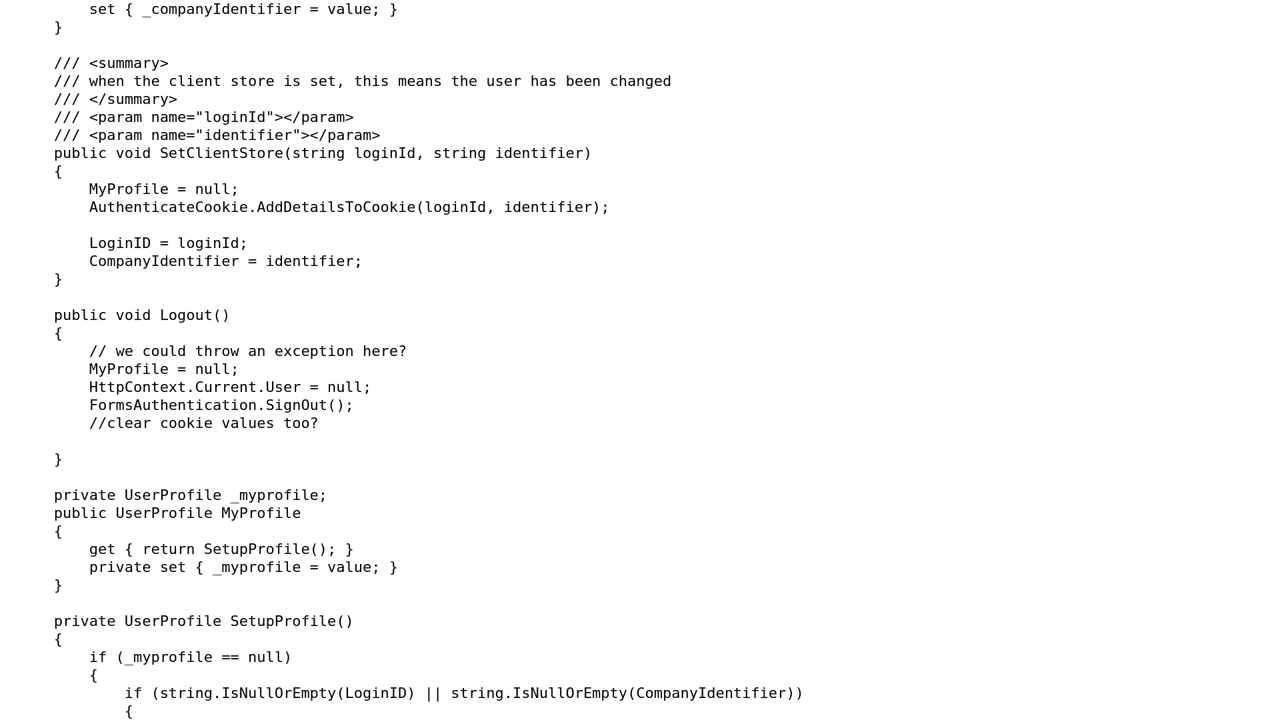 set { _companyIdentifier = value; }
}
/// <summary>
/// when the client store is set, this means the user has been changed
/// </summary>
/// <param name="loginId"></param>
/// <param name="identifier"></param>
public void SetClientStore(string loginId, string identifier)
{
MyProfile = null;
AuthenticateCookie.AddDetailsToCookie(loginId, identifier);
LoginID = loginId;
CompanyIdentifier = identifier;
}
public void Logout()
{
// we could throw an exception here?
MyProfile = null;
HttpContext.Current.User = null;
FormsAuthentication.SignOut();
//clear cookie values too?
}
private UserProfile _myprofile;
public UserProfile MyProfile
{
get { return SetupProfile(); }
private set { _myprofile = value; }
}
private UserProfile SetupProfile()
{
if (_myprofile == null)
{
if (string.IsNullOrEmpty(LoginID) || string.IsNullOrEmpty(CompanyIdentifier))
{